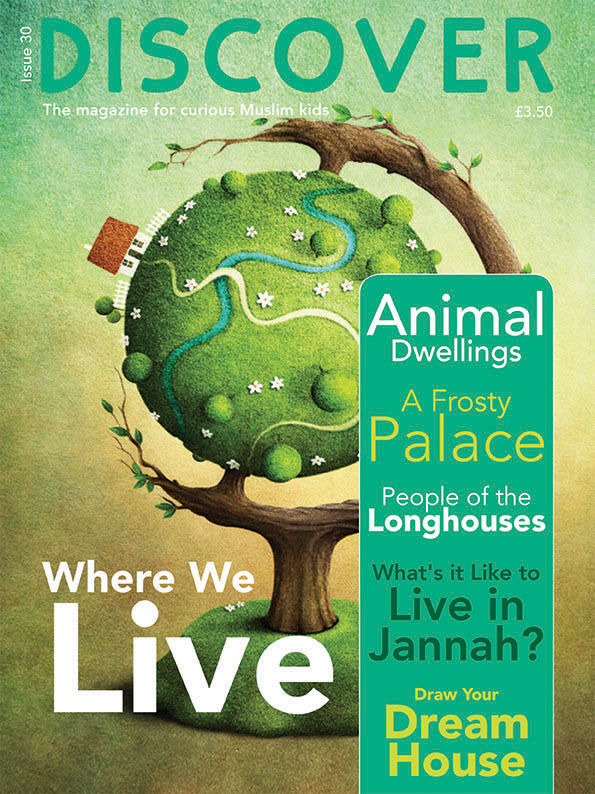 Issue 30
DISCOVER
The magazine for curious Muslim kids
£3.50
Animal
Dwellings
A Frosty
Palace
People of the
Longhouses
What's it Like to
Live in
Jannah?
Draw Your
Dream
House
Where We
Live